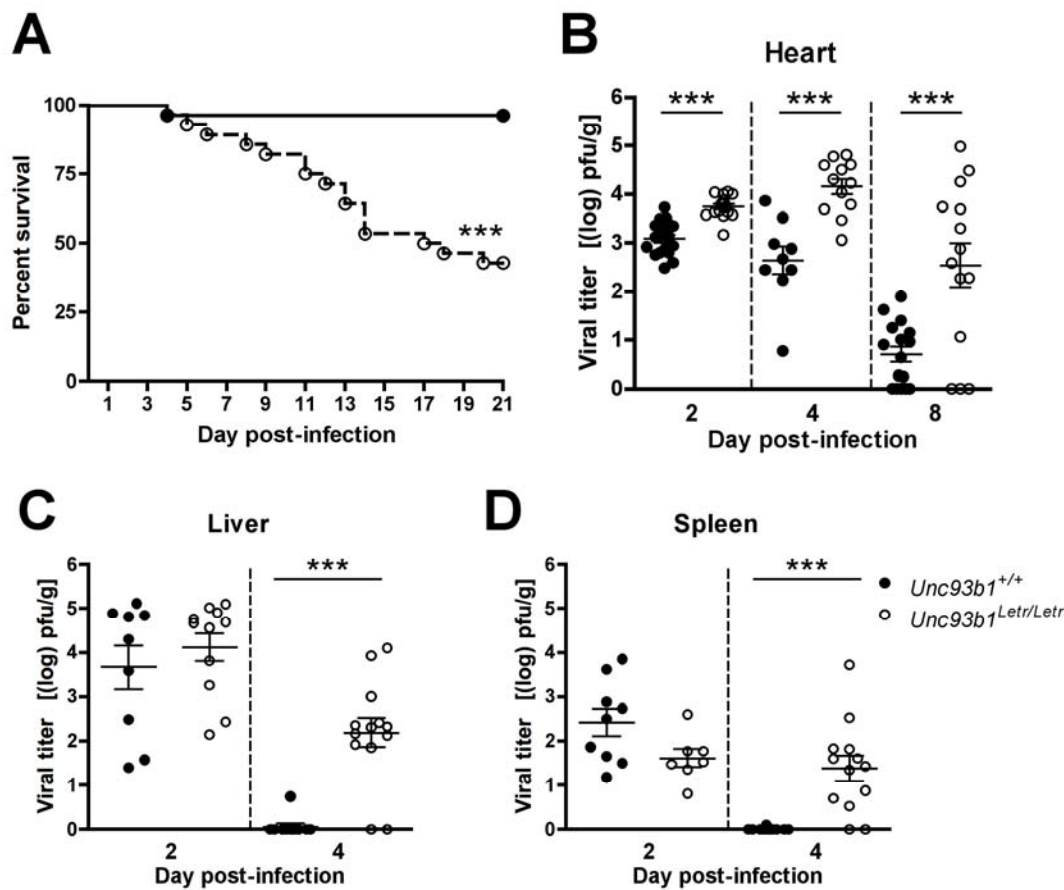 A
Percent survival
100
75
50
25
0
***
1 3 5 7 9 11 13 15 17 19 21
Day post-infection
B
Heart
Viral titer [(log) pfu/g]
6
5
4
3
2
1
0
*** *** ***
2 4 8
Day post-infection
C
Liver
Viral titer [(log) pfu/g]
6
5
4
3
2
1
0
***
2 4
Day post-infection
D
Spleen
Viral titer [(log) pfu/g]
6
5
4
3
2
1
0
***
2 4
Day post-infection
Unc93b1+/+
Unc93b1Letr/Letr